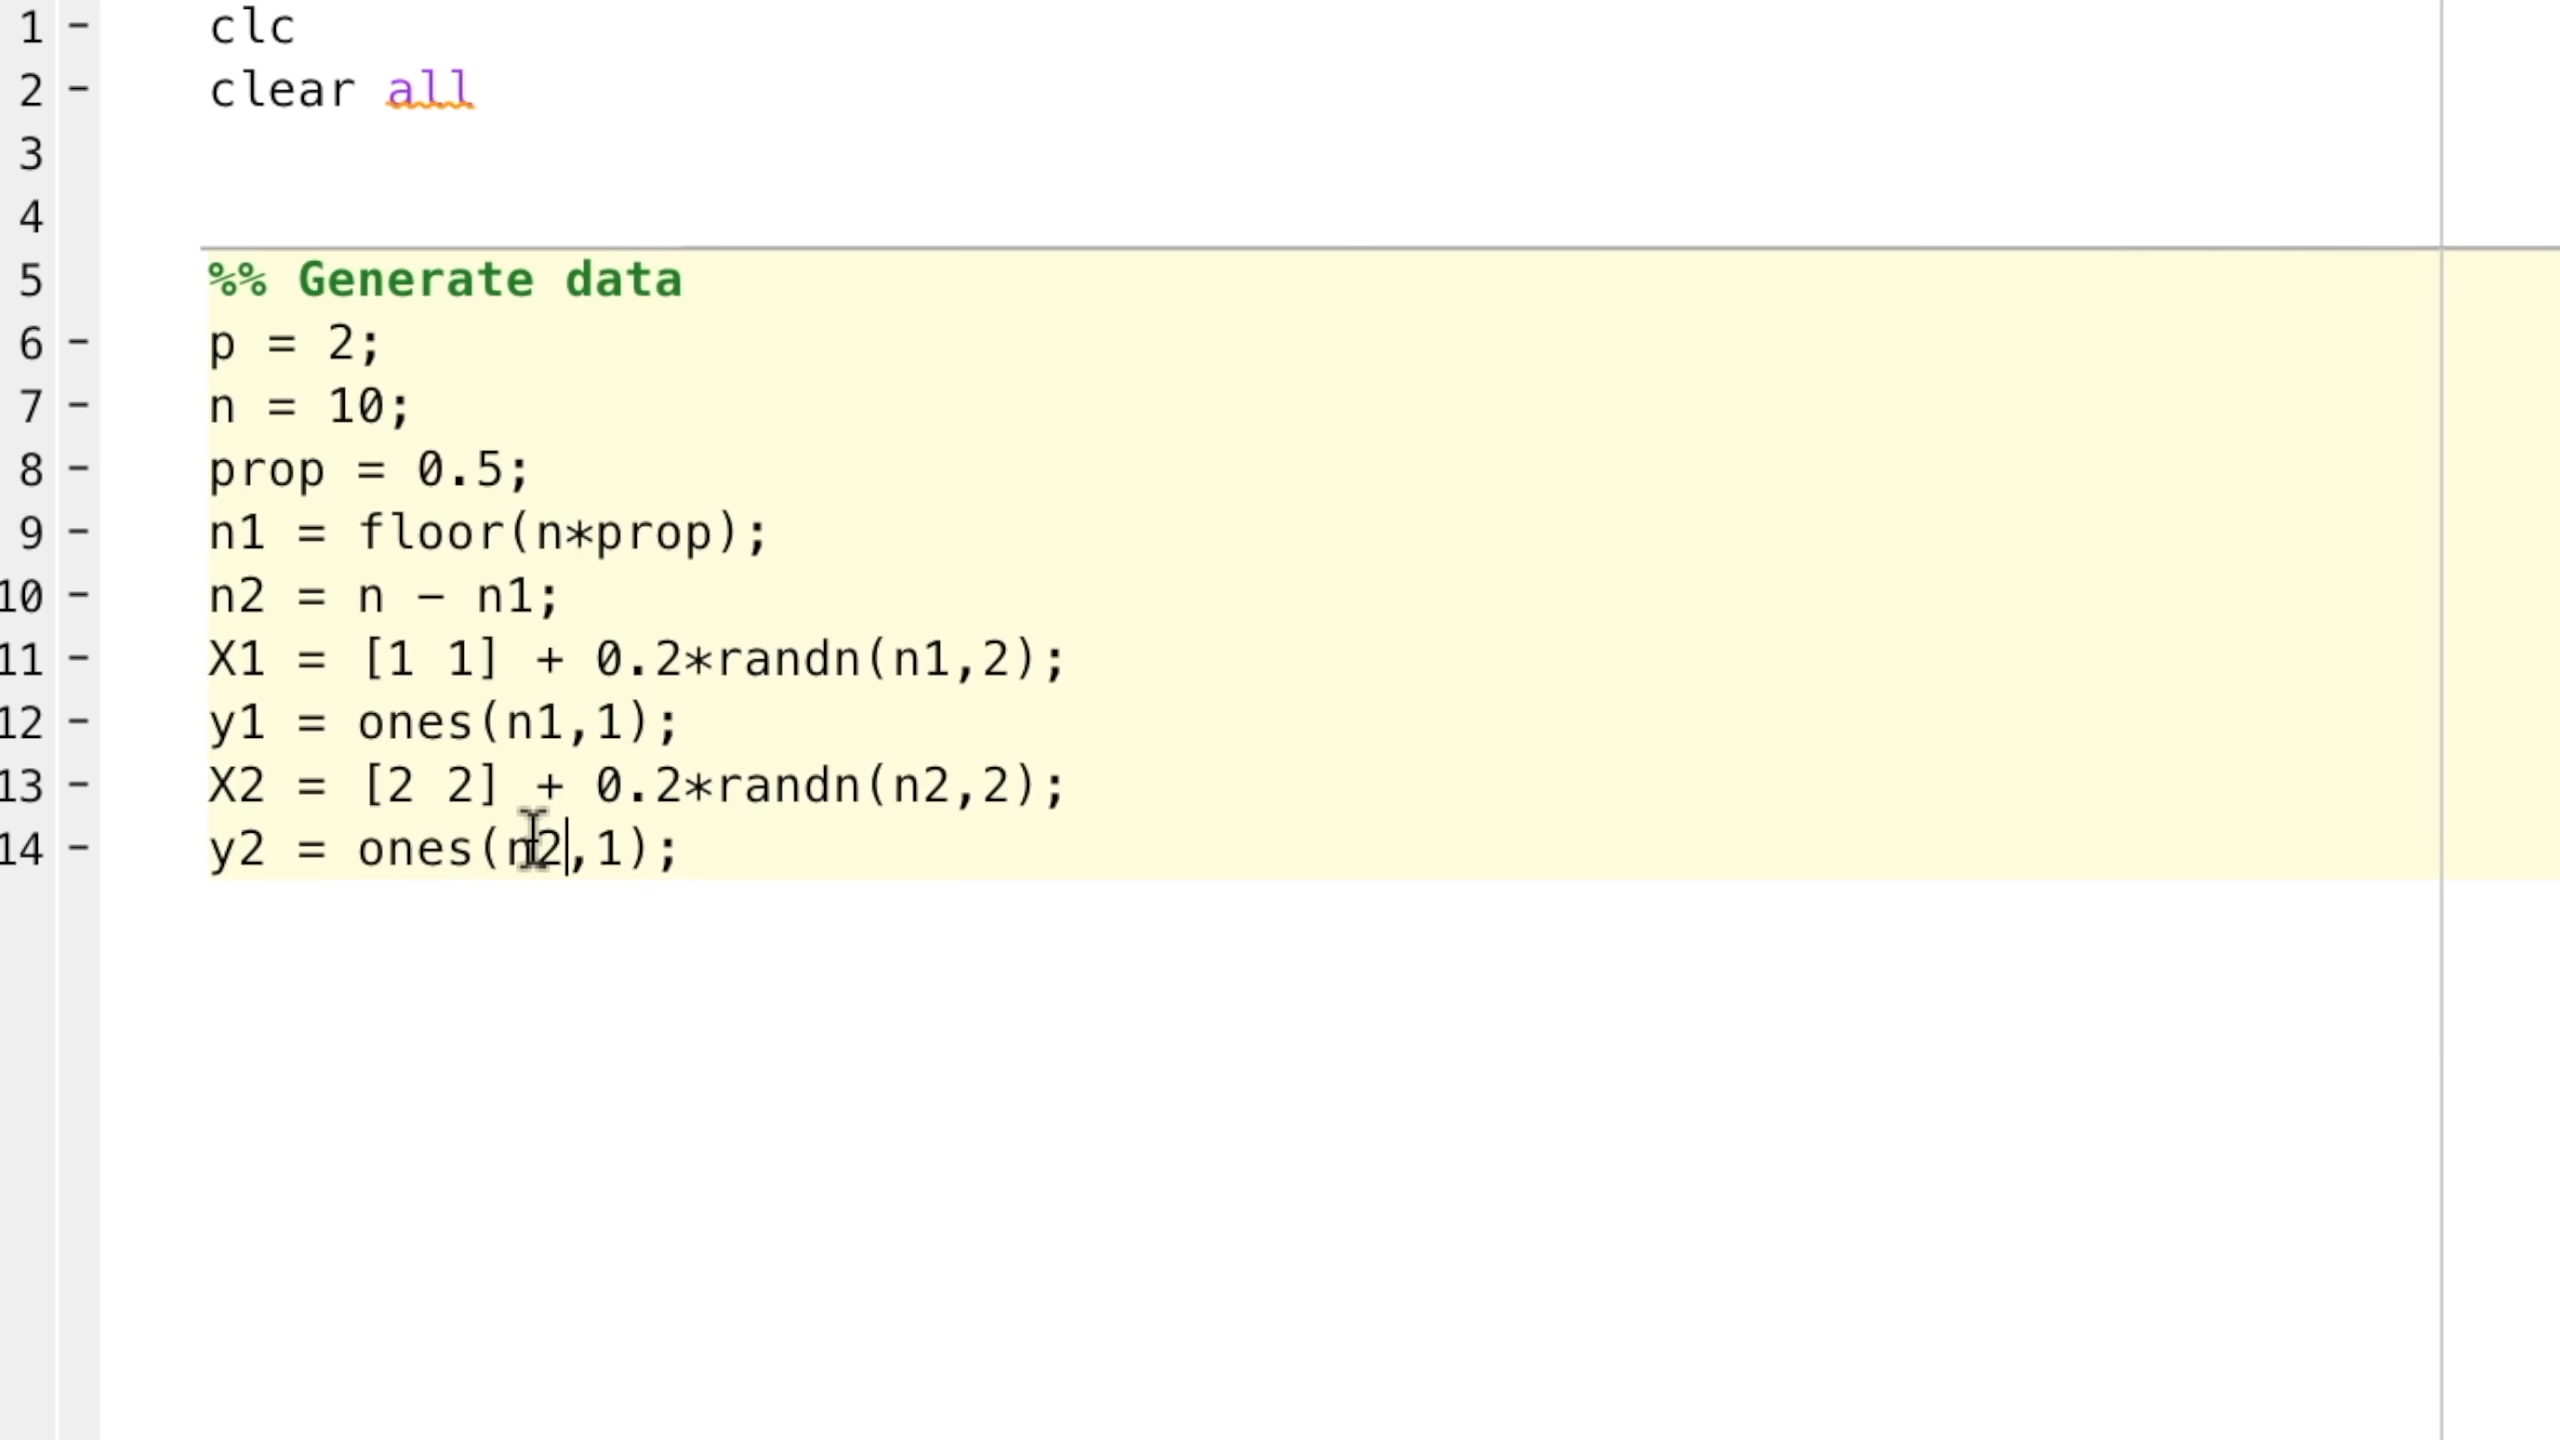 1 - clc
2 - clear all
3
4
5 %% Generate data
6 - p = 2;
7 - n = 10;
8 - prop = 0.5;
9 - n1 = floor(n*prop);
10 - n2 = n - n1;
11 - X1 = [1 1] + 0.2*randn(n1,2);
12 - y1 = ones(n1,1);
13 - X2 = [2 2] + 0.2*randn(n2,2);
14 - y2 = ones(n2,1);